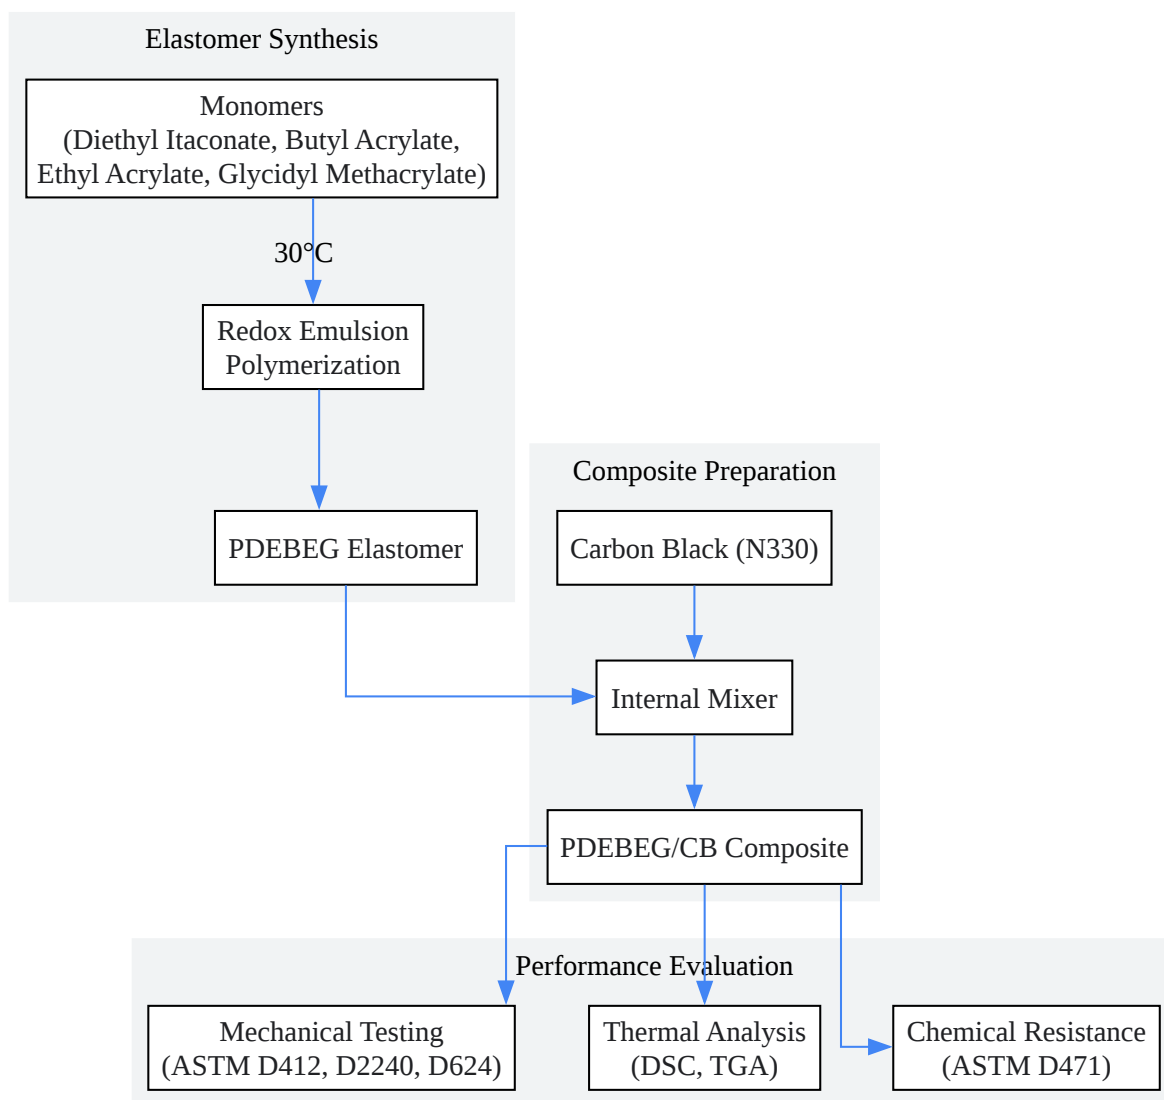 Elastomer Synthesis
Monomers
(Diethyl Itaconate, Butyl Acrylate,
Ethyl Acrylate, Glycidyl Methacrylate)
30°C
Redox Emulsion
Polymerization
PDEBEG Elastomer
Composite Preparation
Carbon Black (N330)
Internal Mixer
PDEBEG/CB Composite
Performance Evaluation
Mechanical Testing
(ASTM D412, D2240, D624)
Thermal Analysis
(DSC, TGA)
Chemical Resistance
(ASTM D471)